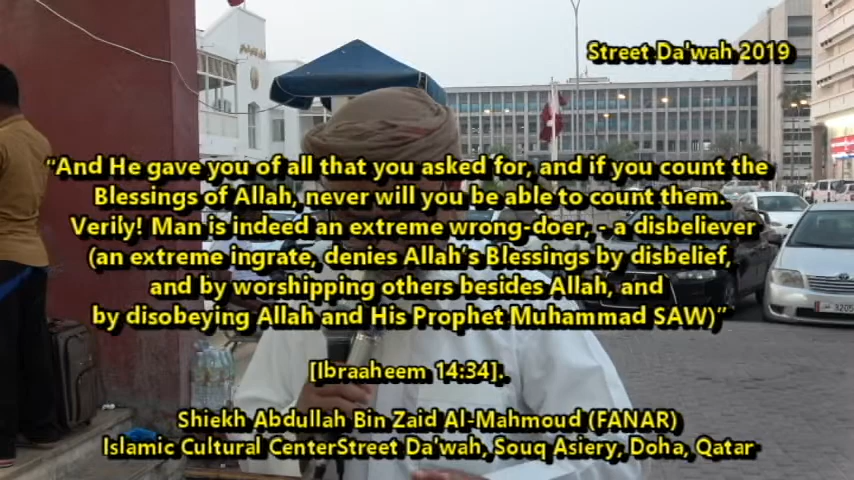 Street Da'wah 2019
"And He gave you of all that you asked for, and if you count the
Blessings of Allah, never will you be able to count them.
Verily! Man is indeed an extreme wrong-doer, - a disbeliever
(an extreme ingrate, denies Allah's Blessings by disbelief,
and by worshipping others besides Allah, and
by disobeying Allah and His Prophet Muhammad SAW)"
[Ibraaheem 14:34].
Shiekh Abdullah Bin Zaid Al-Mahmoud (FANAR)
Islamic Cultural CenterStreet Da'wah, Souq Asiery, Doha, Qatar